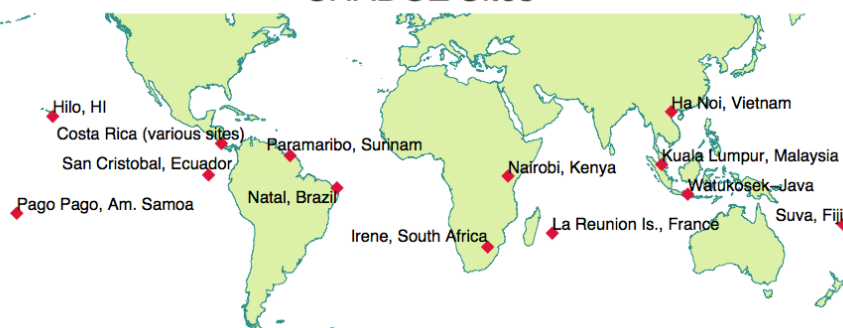 Hilo, HI
Ha Noi, Vietnam
Costa Rica (various sites)
Paramaribo, Surinam
San Cristobal, Ecuador
Kuala Lumpur, Malaysia
Nairobi, Kenya
Natal, Brazil
Watukosek-Java
Pago Pago, Am. Samoa
Suva, Fiji
Irene, South Africa
La Reunion Is., France